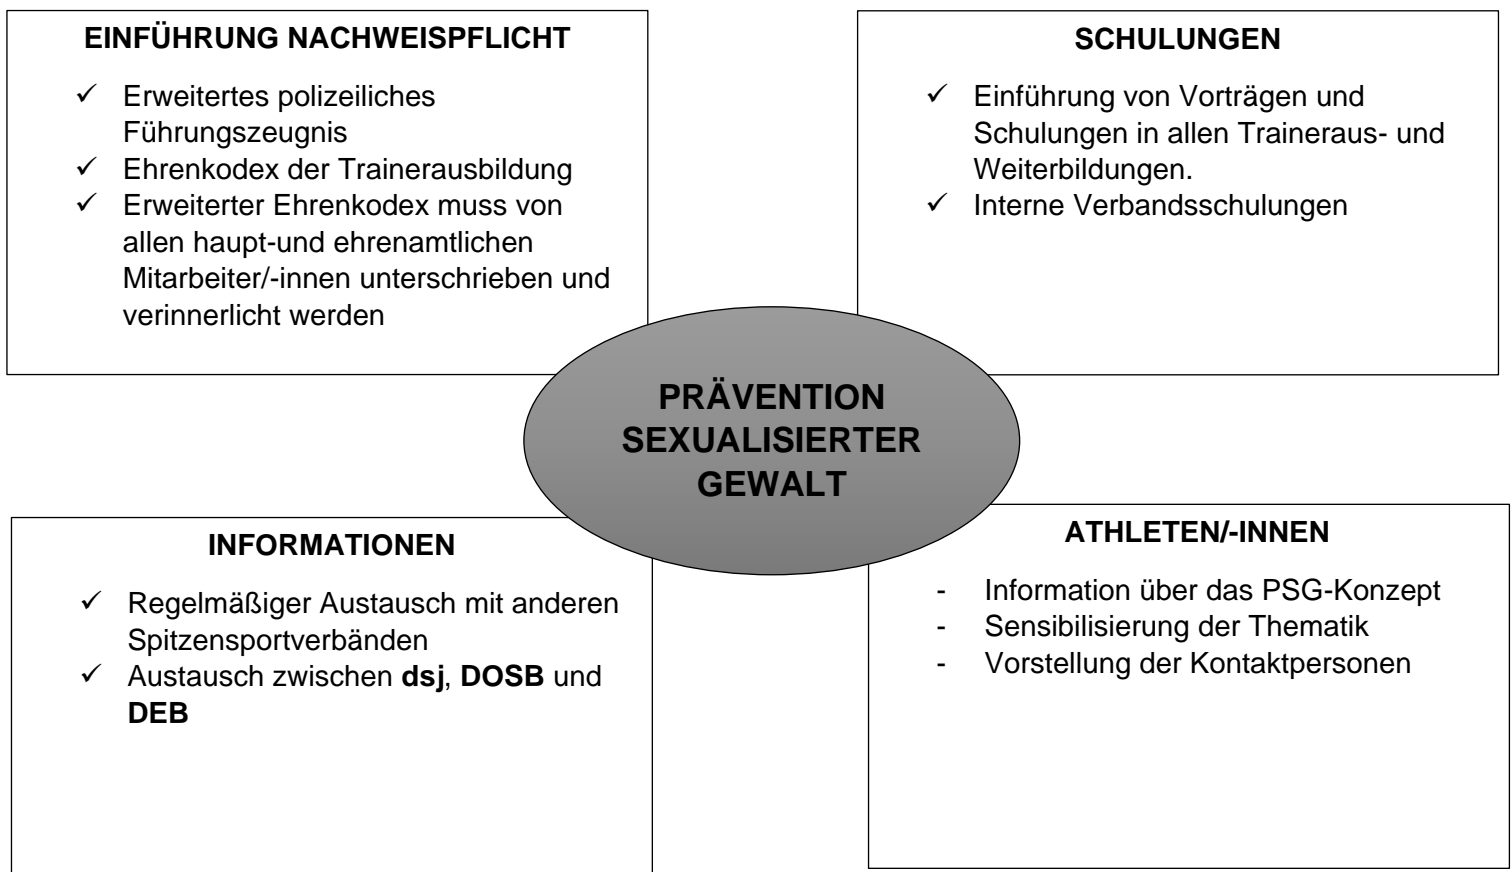 EINFÜHRUNG NACHWEISPFLICHT
✓ Erweitertes polizeiliches
Führungszeugnis
✓ Ehrenkodex der Trainerausbildung
✓ Erweiterter Ehrenkodex muss von
allen haupt-und ehrenamtlichen
Mitarbeiter/-innen unterschrieben und
verinnerlicht werden
SCHULUNGEN
✓ Einführung von Vorträgen und
Schulungen in allen Traineraus- und
Weiterbildungen.
✓ Interne Verbandsschulungen
PRÄVENTION
SEXUALISIERTER
GEWALT
INFORMATIONEN
✓ Regelmäßiger Austausch mit anderen
Spitzensportverbänden
✓ Austausch zwischen dsj, DOSB und
DEB
ATHLETEN/-INNEN
- Information über das PSG-Konzept
- Sensibilisierung der Thematik
- Vorstellung der Kontaktpersonen